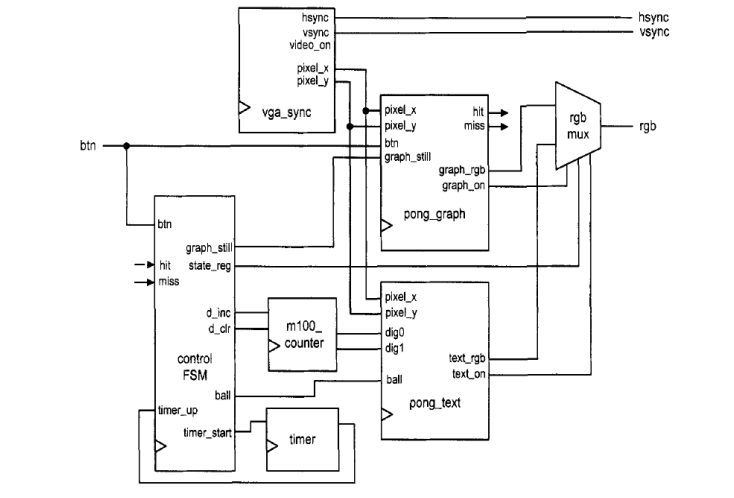 hsync
vsync
video_on
pixel_x
pixel_y
vga_sync
hsync
vsync
btn
pixel_x
pixel_y
btn
graph_still
hit
miss
graph_rgb
graph_on
pong_graph
rgb
mux
rgb
btn
graph_still
hit
state_reg
miss
d_inc
d_clr
control
FSM
ball
timer_up
timer_start
m100_
counter
timer
pixel_x
pixel_y
dig0
dig1
text_rgb
text_on
ball
pong_text